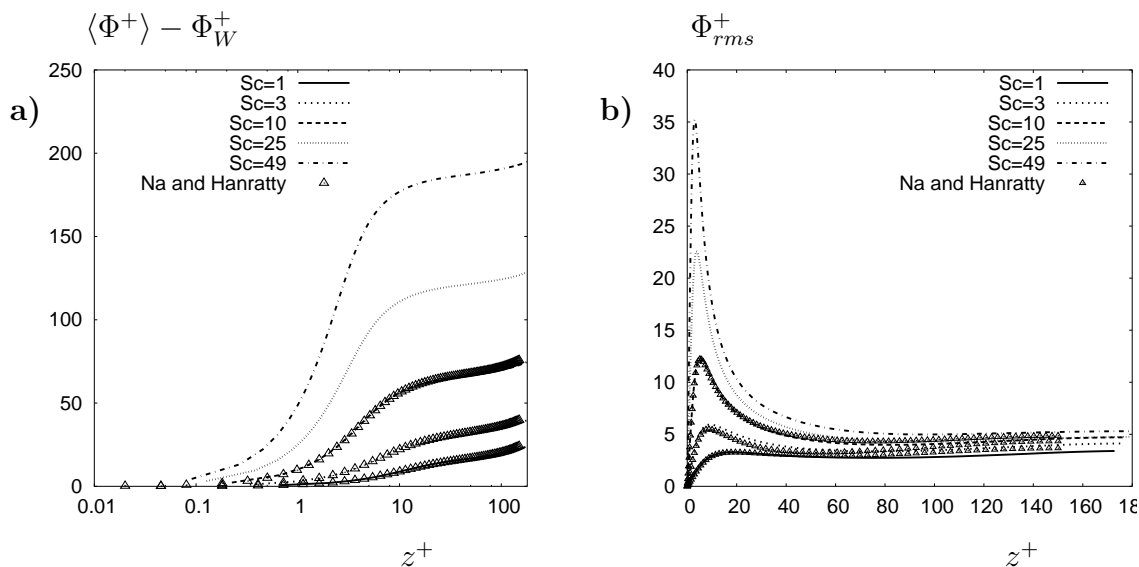 ⟨Φ⁺⟩ − Φ⁺_W
a)
250
200
150
100
50
0
Sc=1
Sc=3
Sc=10
Sc=25
Sc=49
Na and Hanratty
0.01 0.1 1 10 100
z⁺
Φ⁺_rms
b)
40
35
30
25
20
15
10
5
0
Sc=1
Sc=3
Sc=10
Sc=25
Sc=49
Na and Hanratty
0 20 40 60 80 100 120 140 160 18
z⁺